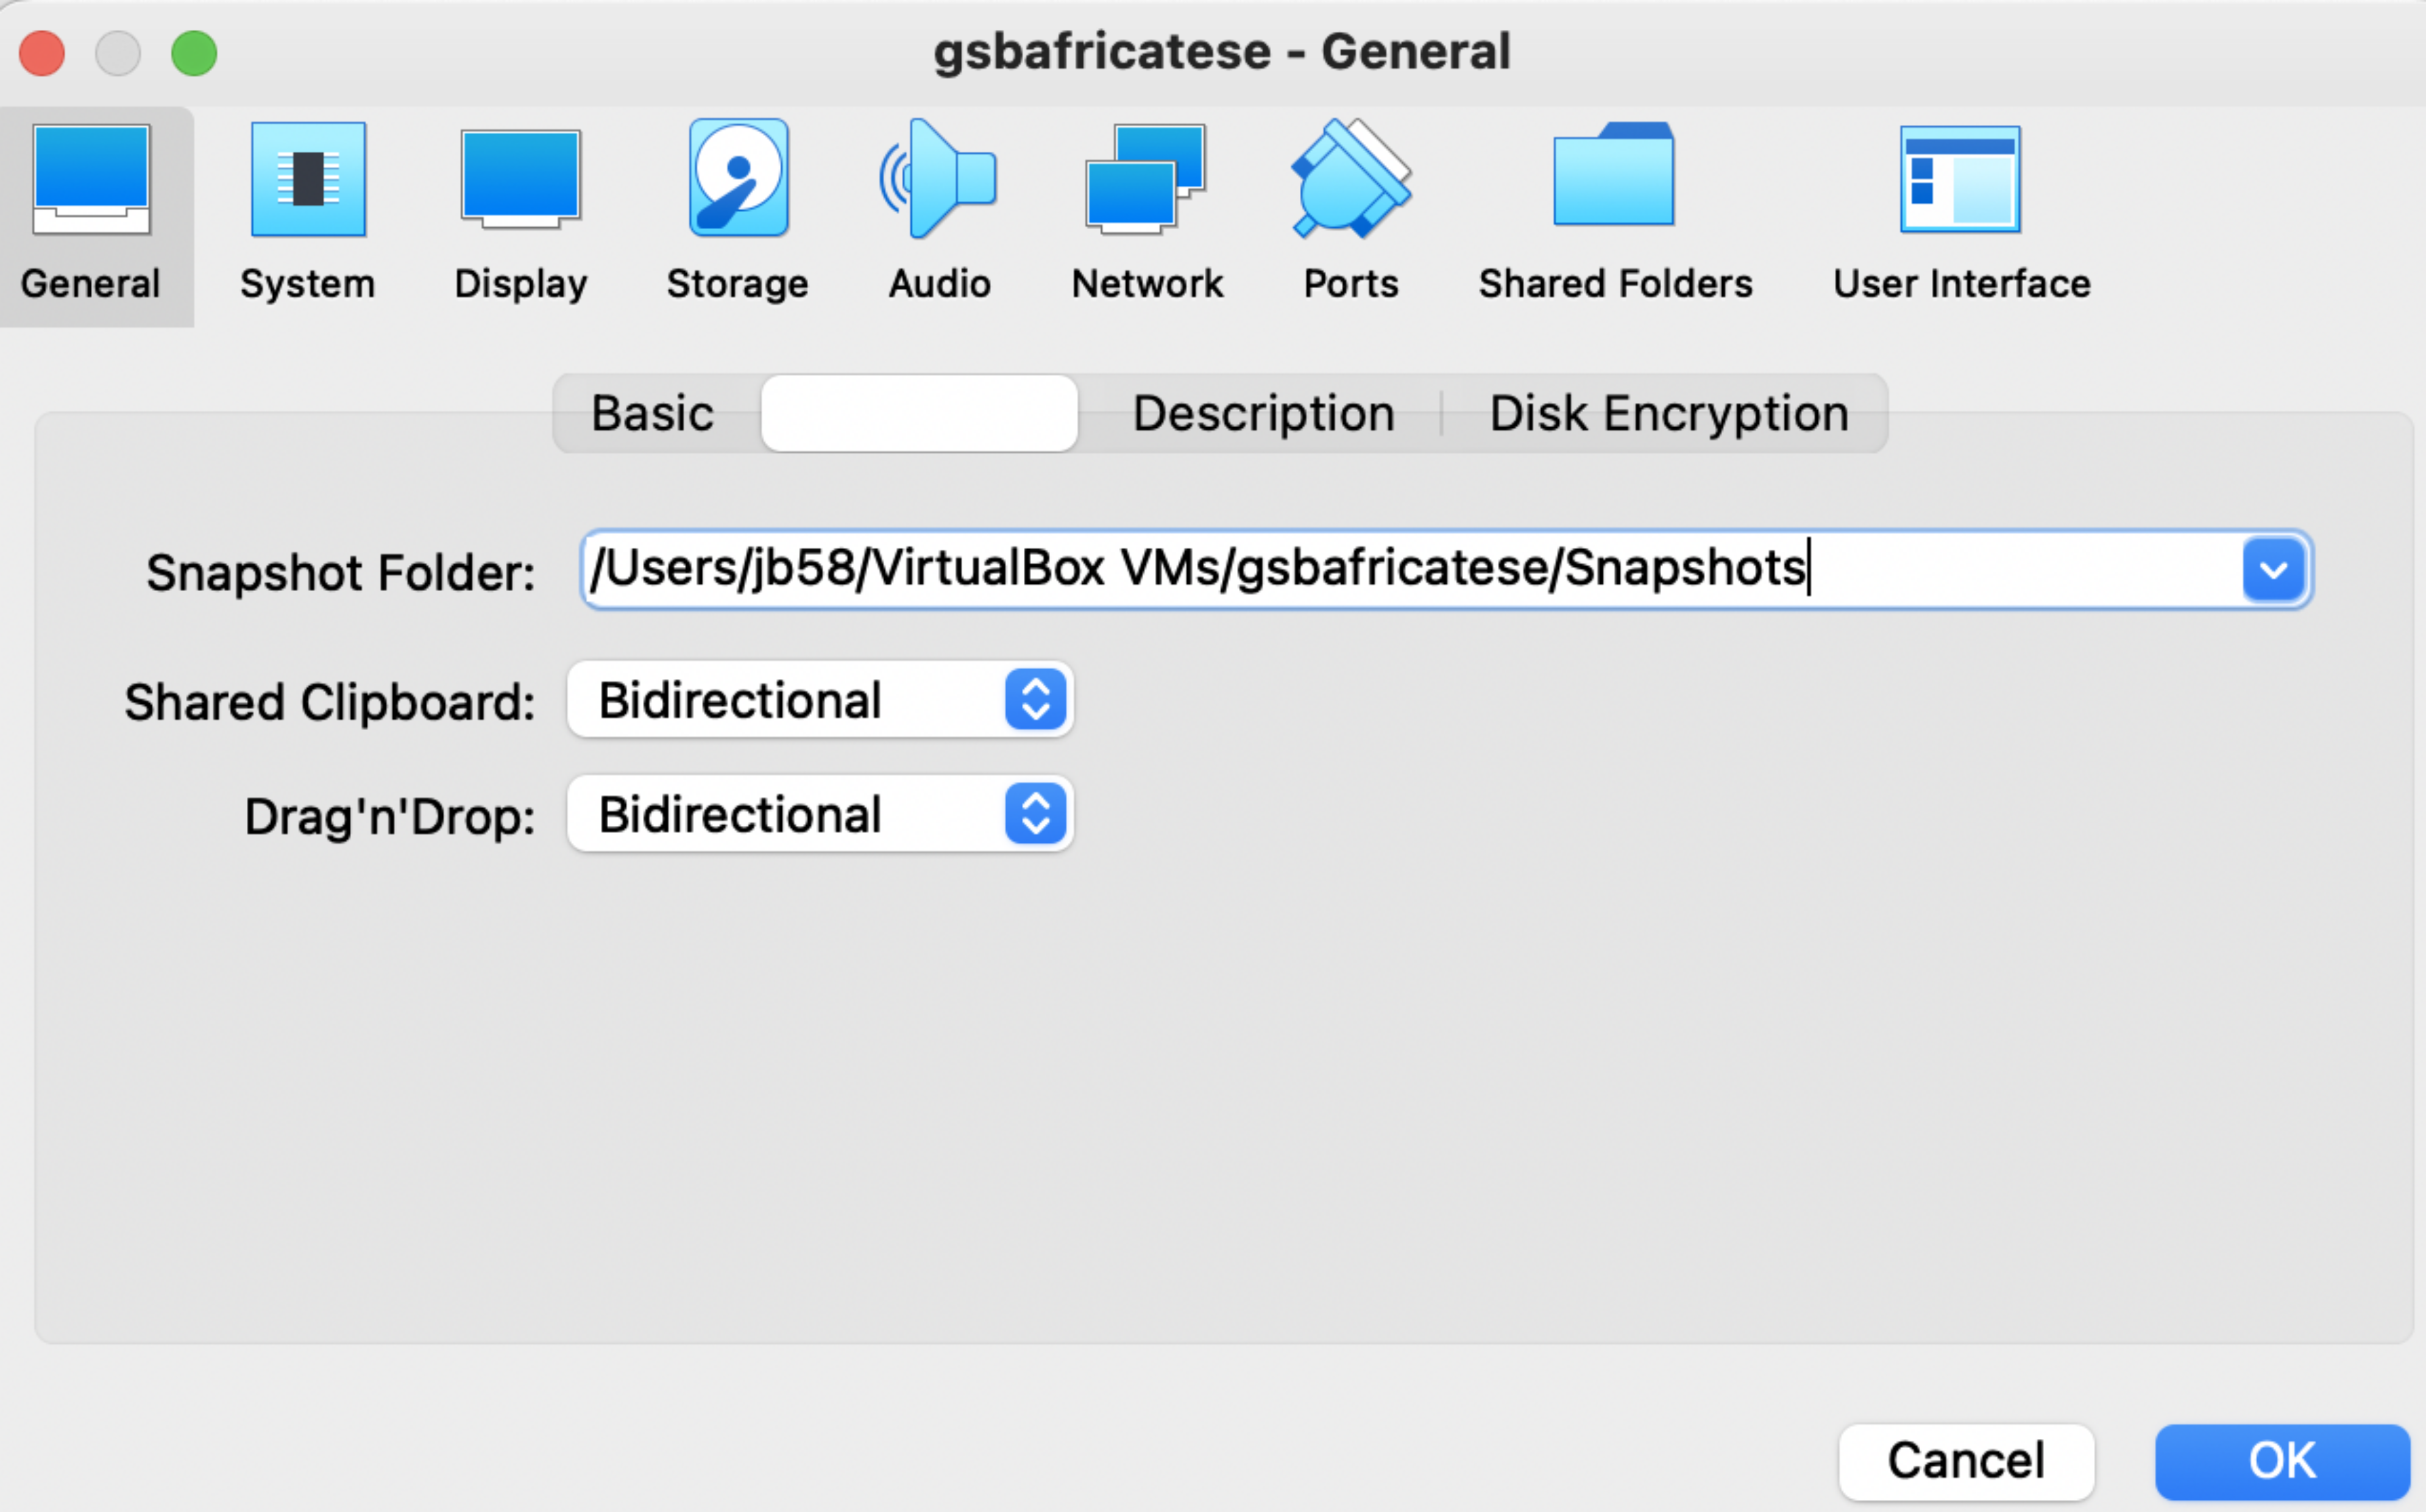 gsbafricatese - General
General System Display Storage Audio Network Ports Shared Folders User Interface
Basic Description Disk Encryption
Snapshot Folder: /Users/jb58/VirtualBox VMs/gsbafricatese/Snapshots
Shared Clipboard: Bidirectional
Drag'n'Drop: Bidirectional
Cancel OK